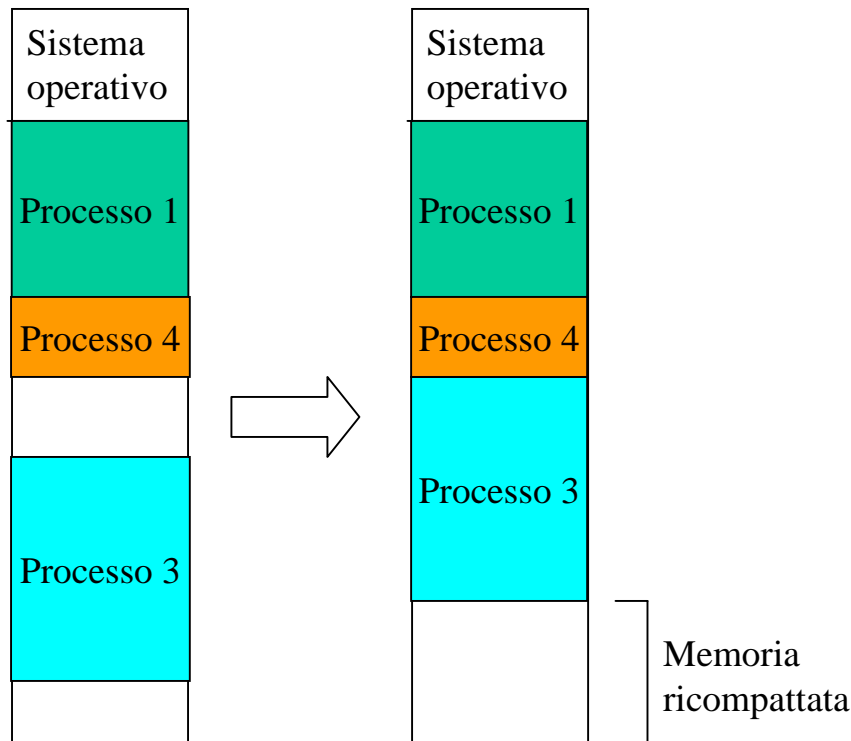 Sistema
operativo
Processo 1
Processo 4
Processo 3
Sistema
operativo
Processo 1
Processo 4
Processo 3
Memoria
ricompattata